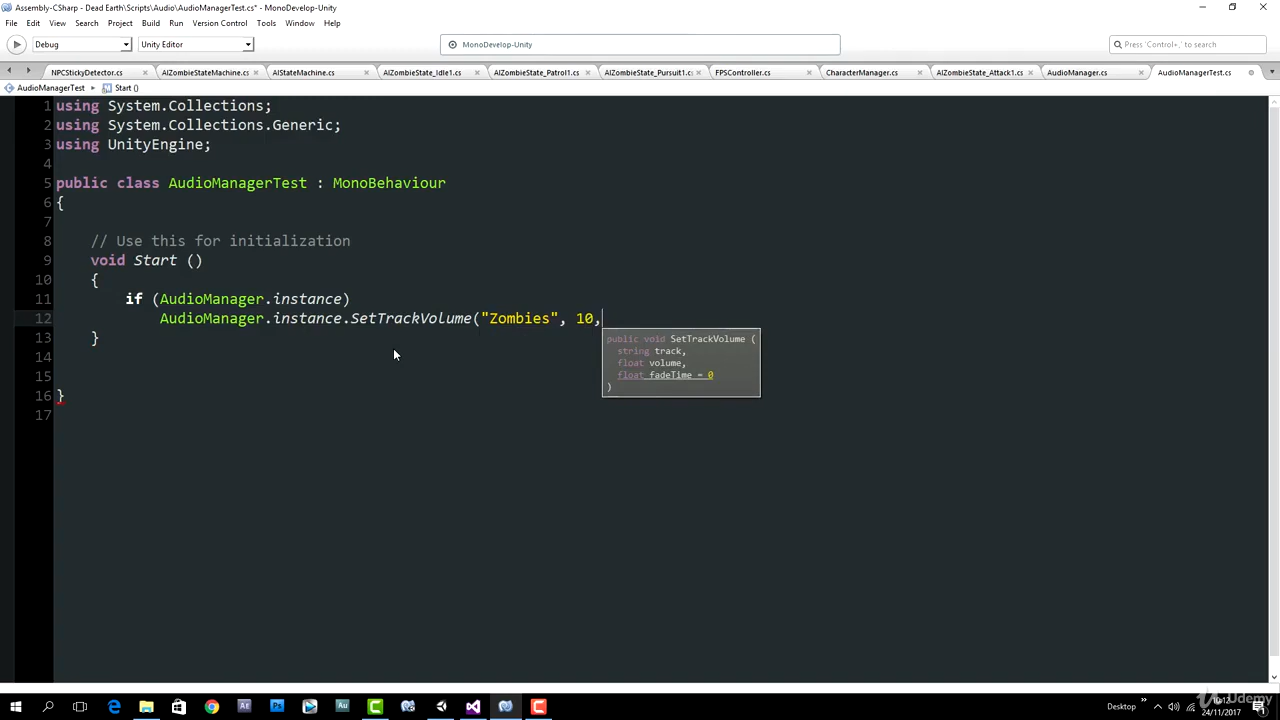 Assembly-CSharp - Dead Earth\Scripts\Audio\AudioManagerTest.cs* - MonoDevelop-Unity
File Edit View Search Project Build Run Version Control Tools Window Help
Debug Unity Editor MonoDevelop-Unity Press 'Control+,' to search
NPCStickyDetector.cs AIZombieStateMachine.cs AIStateMachine.cs AIZombieState_Idle1.cs AIZombieState_Patrol1.cs AIZombieState_Pursuit1.cs FPSController.cs CharacterManager.cs AIZombieState_Attack1.cs AudioManager.cs AudioManagerTest.cs
AudioManagerTest Start ()
1 using System.Collections;
2 using System.Collections.Generic;
3 using UnityEngine;
4
5 public class AudioManagerTest : MonoBehaviour
6 {
7
8 // Use this for initialization
9 void Start ()
10 {
11 if (AudioManager.instance)
12 AudioManager.instance.SetTrackVolume("Zombies", 10,
public void SetTrackVolume (
string track,
float volume,
float fadeTime = 0
)
13 }
14
15
16 }
17
Desktop
10:12
24/11/2017
Udemy